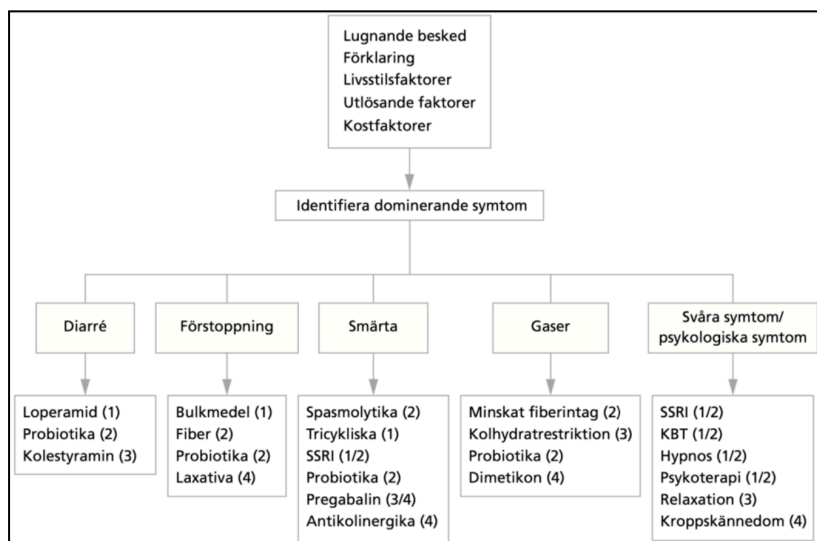 Lugnande besked
Förklaring
Livsstilsfaktorer
Utlösande faktorer
Kostfaktorer
Identifiera dominerande symtom
Diarré
Loperamid (1)
Probiotika (2)
Kolestyramin (3)
Förstoppning
Bulkmedel (1)
Fiber (2)
Probiotika (2)
Laxativa (4)
Smärta
Spasmolytika (2)
Tricykliska (1)
SSRI (1/2)
Probiotika (2)
Pregabalin (3/4)
Antikolinergika (4)
Gaser
Minskat fiberintag (2)
Kolhydratrestriktion (3)
Probiotika (2)
Dimetikon (4)
Svåra symtom/
psykologiska symtom
SSRI (1/2)
KBT (1/2)
Hypnos (1/2)
Psykoterapi (1/2)
Relaxation (3)
Kroppskännedom (4)